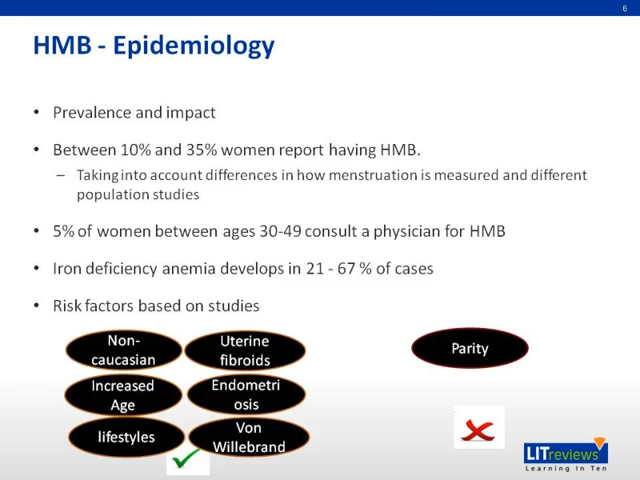 6
HMB - Epidemiology
• Prevalence and impact
• Between 10% and 35% women report having HMB.
– Taking into account differences in how menstruation is measured and different
population studies
• 5% of women between ages 30-49 consult a physician for HMB
• Iron deficiency anemia develops in 21 - 67 % of cases
• Risk factors based on studies
Non-
caucasian
Uterine
fibroids
Parity
Increased
Age
Endometri
osis
lifestyles
Von
Willebrand
LITreviews
Learning In Ten